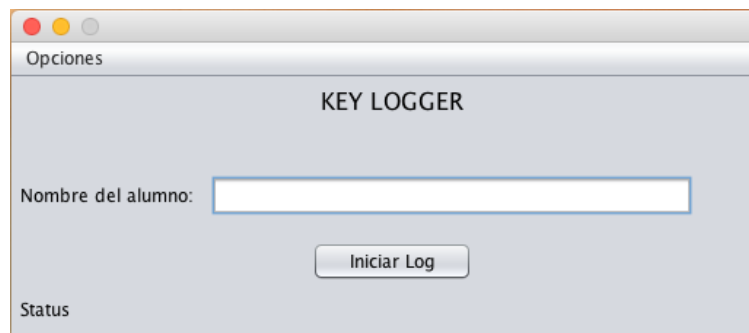 Opciones
KEY LOGGER
Nombre del alumno:
Iniciar Log
Status